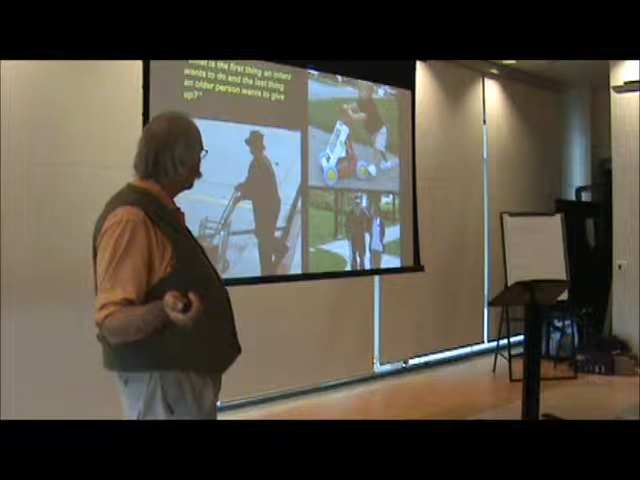 "What is the first thing an infant
wants to do and the last thing
an older person wants to give
up?"